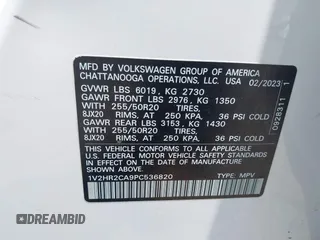 MFD BY VOLKSWAGEN GROUP OF AMERICA
CHATTANOOGA OPERATIONS, LLC. USA 02/2023
GVWR LBS 6019, KG 2730
GAWR FRONT LBS 2976, KG 1350
WITH 255/50R20 TIRES,
8JX20 RIMS, AT KPA 250 36 PSI COLD
GAWR REAR LBS 3153, KG 1430
WITH 255/50R20 TIRES,
8JX20 RIMS, AT KPA 250 36 PSI COLD
THIS VEHICLE CONFORMS TO ALL APPLICABLE
U.S. FEDERAL MOTOR VEHICLE SAFETY
STANDARDS IN EFFECT ON THE DATE OF
MANUFACTURE SHOWN ABOVE.
1V2HR2CA9PC536820 TYPE: MPV
0928311
REBID MOTORS